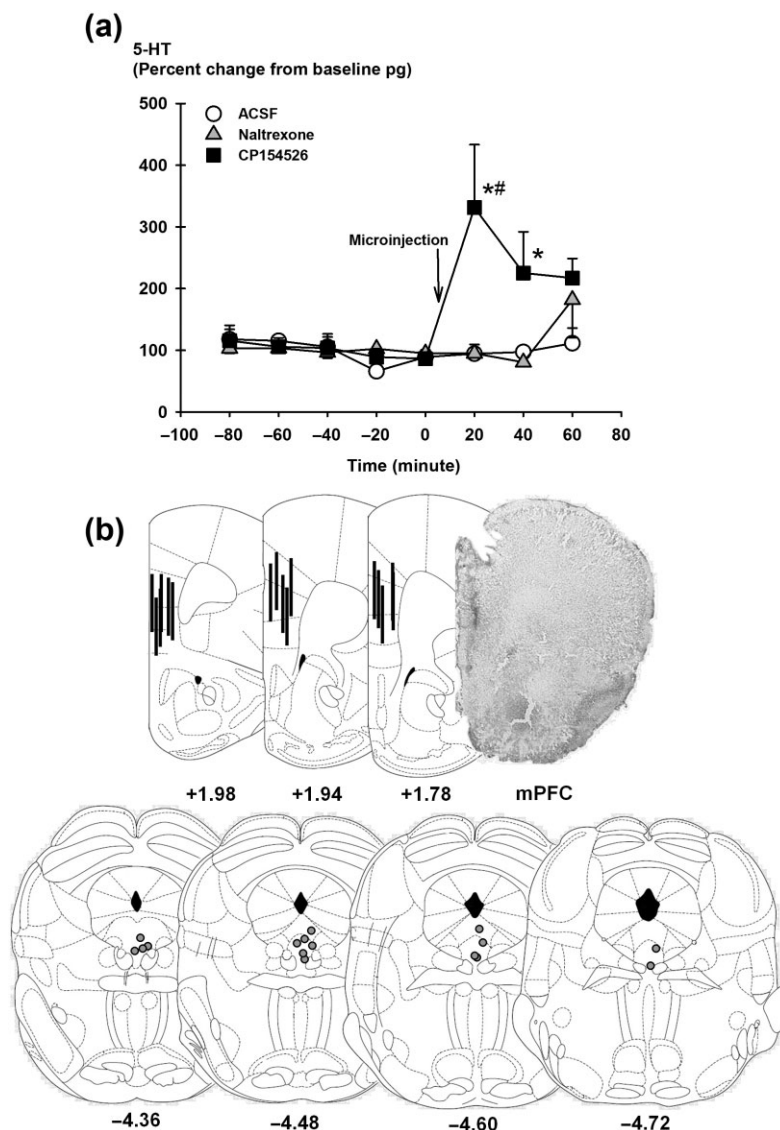 (a)
5-HT
(Percent change from baseline pg)
500
400
300
200
100
0
ACSF
Naltrexone
CP154526
Microinjection
*#
*
−100 −80 −60 −40 −20 0 20 40 60 80
Time (minute)
(b)
+1.98 +1.94 +1.78 mPFC
−4.36 −4.48 −4.60 −4.72